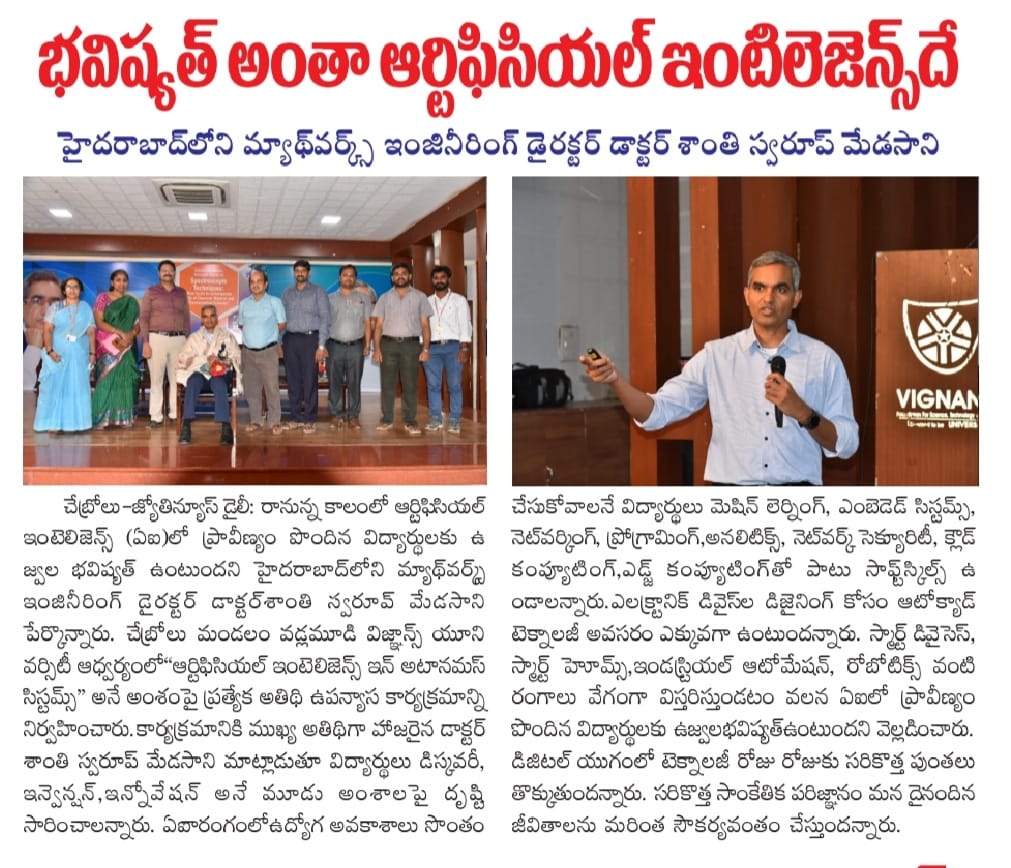 భవిష్యత్ అంతా ఆర్టిఫిసియల్ ఇంటిలెజెన్స్‌దే
హైదరాబాద్‌లోని మ్యాథ్‌వర్క్స్ ఇంజినీరింగ్ డైరక్టర్ డాక్టర్ శాంతి స్వరూప్ మేడసాని
Spectroscopic
Techniques:
VIGNAN
UNIVERS
చేబ్రోలు-జ్యోతిన్యూస్ డైలీ: రానున్న కాలంలో ఆర్టిఫిసియల్
ఇంటెలిజెన్స్ (ఏఐ)లో ప్రావీణ్యం పొందిన విద్యార్థులకు ఉ
జ్వల భవిష్యత్ ఉంటుందని హైదరాబాద్‌లోని మ్యాథ్‌వర్క్స్
ఇంజినీరింగ్ డైరక్టర్ డాక్టర్‌శాంతి స్వరూవ్ మేడసాని
పేర్కొన్నారు. చేబ్రోలు మండలం వడ్లమూడి విజ్ఞాన్స్ యూని
వర్సిటీ ఆధ్వర్యంలో“ఆర్టిఫిసియల్ ఇంటెలిజెన్స్ ఇన్ అటానమస్
సిస్టమ్స్” అనే అంశంపై ప్రత్యేక అతిథి ఉపన్యాస కార్యక్రమాన్ని
నిర్వహించారు. కార్యక్రమానికి ముఖ్య అతిథిగా హాజరైన డాక్టర్
శాంతి స్వరూప్ మేడసాని మాట్లాడుతూ విద్యార్థులు డిస్కవరీ,
ఇన్వెన్షన్,ఇన్నోవేషన్ అనే మూడు అంశాలపై దృష్టి
సారించాలన్నారు. ఏఐరంగంలోఉద్యోగ అవకాశాలు సొంతం
చేసుకోవాలనే విద్యార్థులు మెషిన్ లెర్నింగ్, ఎంబెడెడ్ సిస్టమ్స్,
నెట్‌వర్కింగ్, ప్రోగ్రామింగ్,అనలిటిక్స్, నెట్‌వర్క్ సెక్యూరిటీ, క్లౌడ్
కంప్యూటింగ్,ఎడ్జ్ కంప్యూటింగ్‌తో పాటు సాఫ్ట్‌స్కిల్స్ ఉ
ండాలన్నారు.ఎలక్ట్రానిక్ డివైస్‌ల డిజైనింగ్ కోసం ఆటోక్యాడ్
టెక్నాలజీ అవసరం ఎక్కువగా ఉంటుందన్నారు. స్మార్ట్ డివైసెస్,
స్మార్ట్ హెూమ్స్,ఇండస్ట్రియల్ ఆటోమేషన్, రోబోటిక్స్ వంటి
రంగాలు వేగంగా విస్తరిస్తుండటం వలన ఏఐలో ప్రావీణ్యం
పొందిన విద్యార్థులకు ఉజ్వలభవిష్యత్‌ఉంటుందని వెల్లడించారు.
డిజిటల్ యుగంలో టెక్నాలజీ రోజు రోజుకు సరికొత్త పుంతలు
తొక్కుతుందన్నారు. సరికొత్త సాంకేతిక పరిజ్ఞానం మన దైనందిన
జీవితాలను మరింత సౌకర్యవంతం చేస్తుందన్నారు.